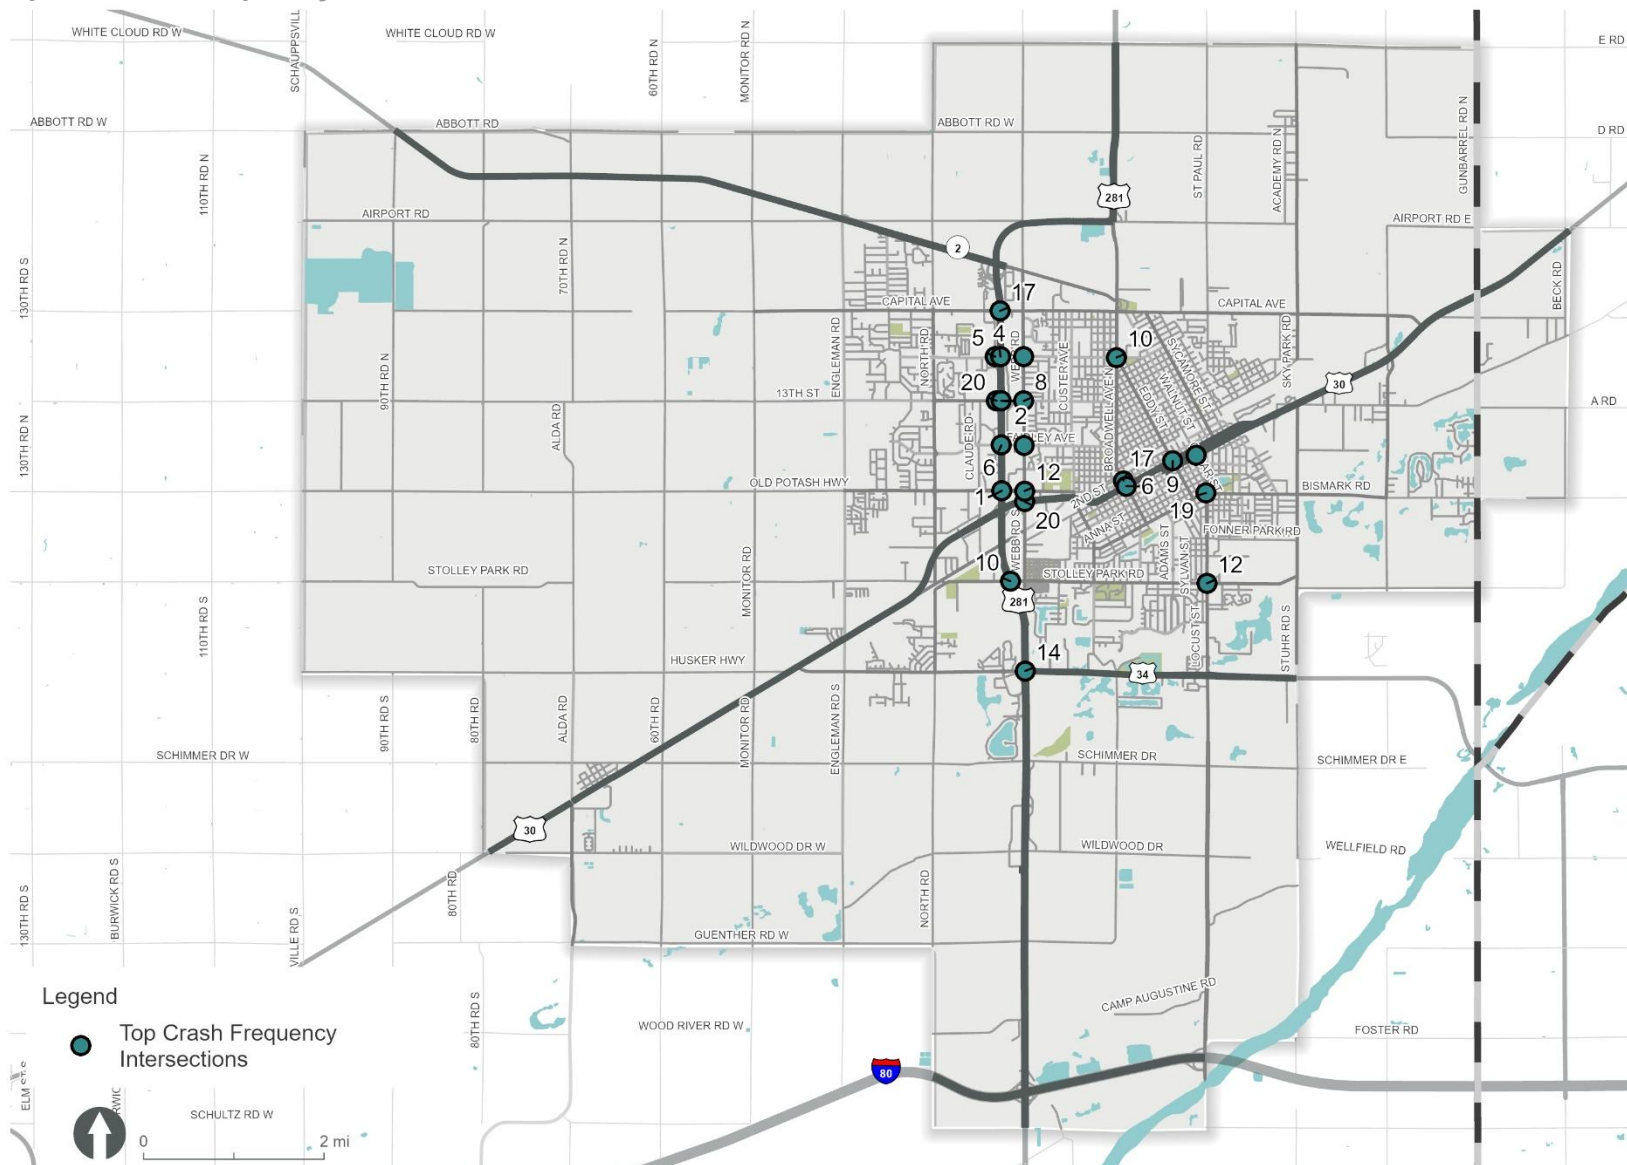 WHITE CLOUD RD W
SCHAUPPSVILL
WHITE CLOUD RD W
60TH RD N
MONITOR RD N
E RD
ABBOTT RD W
ABBOTT RD
ABBOTT RD W
GUNBARREL RD N
D RD
110TH RD N
ST PAUL RD
ACADEMY RD N
281
AIRPORT RD
AIRPORT RD E
2
70TH RD N
130TH RD S
BECK RD
17
CAPITAL AVE
CAPITAL AVE
5
4
10
ENGLEMAN RD
NORTH RD
WEBB RD
CUSTER AVE
SYCAMORE ST
SKY PARK RD
90TH RD N
WALNUT ST
30
20
8
13TH ST
EDDY ST
BROADWELL AVE N
A RD
2
ALDA RD
130TH RD N
CLAUDE RD
FAIDLEY AVE
6
12
17
OLD POTASH HWY
6
9
BISMARK RD
1
2ND ST
19
20
WEBB RD S
ANNA ST
FONNER PARK RD
10
ADAMS ST
SYLVAN ST
STOLLEY PARK RD
STOLLEY PARK RD
12
MONITOR RD
281
110TH RD S
LOCUST ST
STUHR RD S
HUSKER HWY
14
34
90TH RD S
80TH RD
ALDA RD
60TH RD
MONITOR RD
ENGLEMAN RD S
SCHIMMER DR W
SCHIMMER DR
SCHIMMER DR E
30
WILDWOOD DR W
WILDWOOD DR
WELLFIELD RD
130TH RD S
BURWICK RD S
80TH RD
NORTH RD
VILLE RD S
GUENTHER RD W
Legend
Top Crash Frequency
Intersections
80TH RD S
WOOD RIVER RD W
CAMP AUGUSTINE RD
FOSTER RD
80
SCHULTZ RD W
0
2 mi